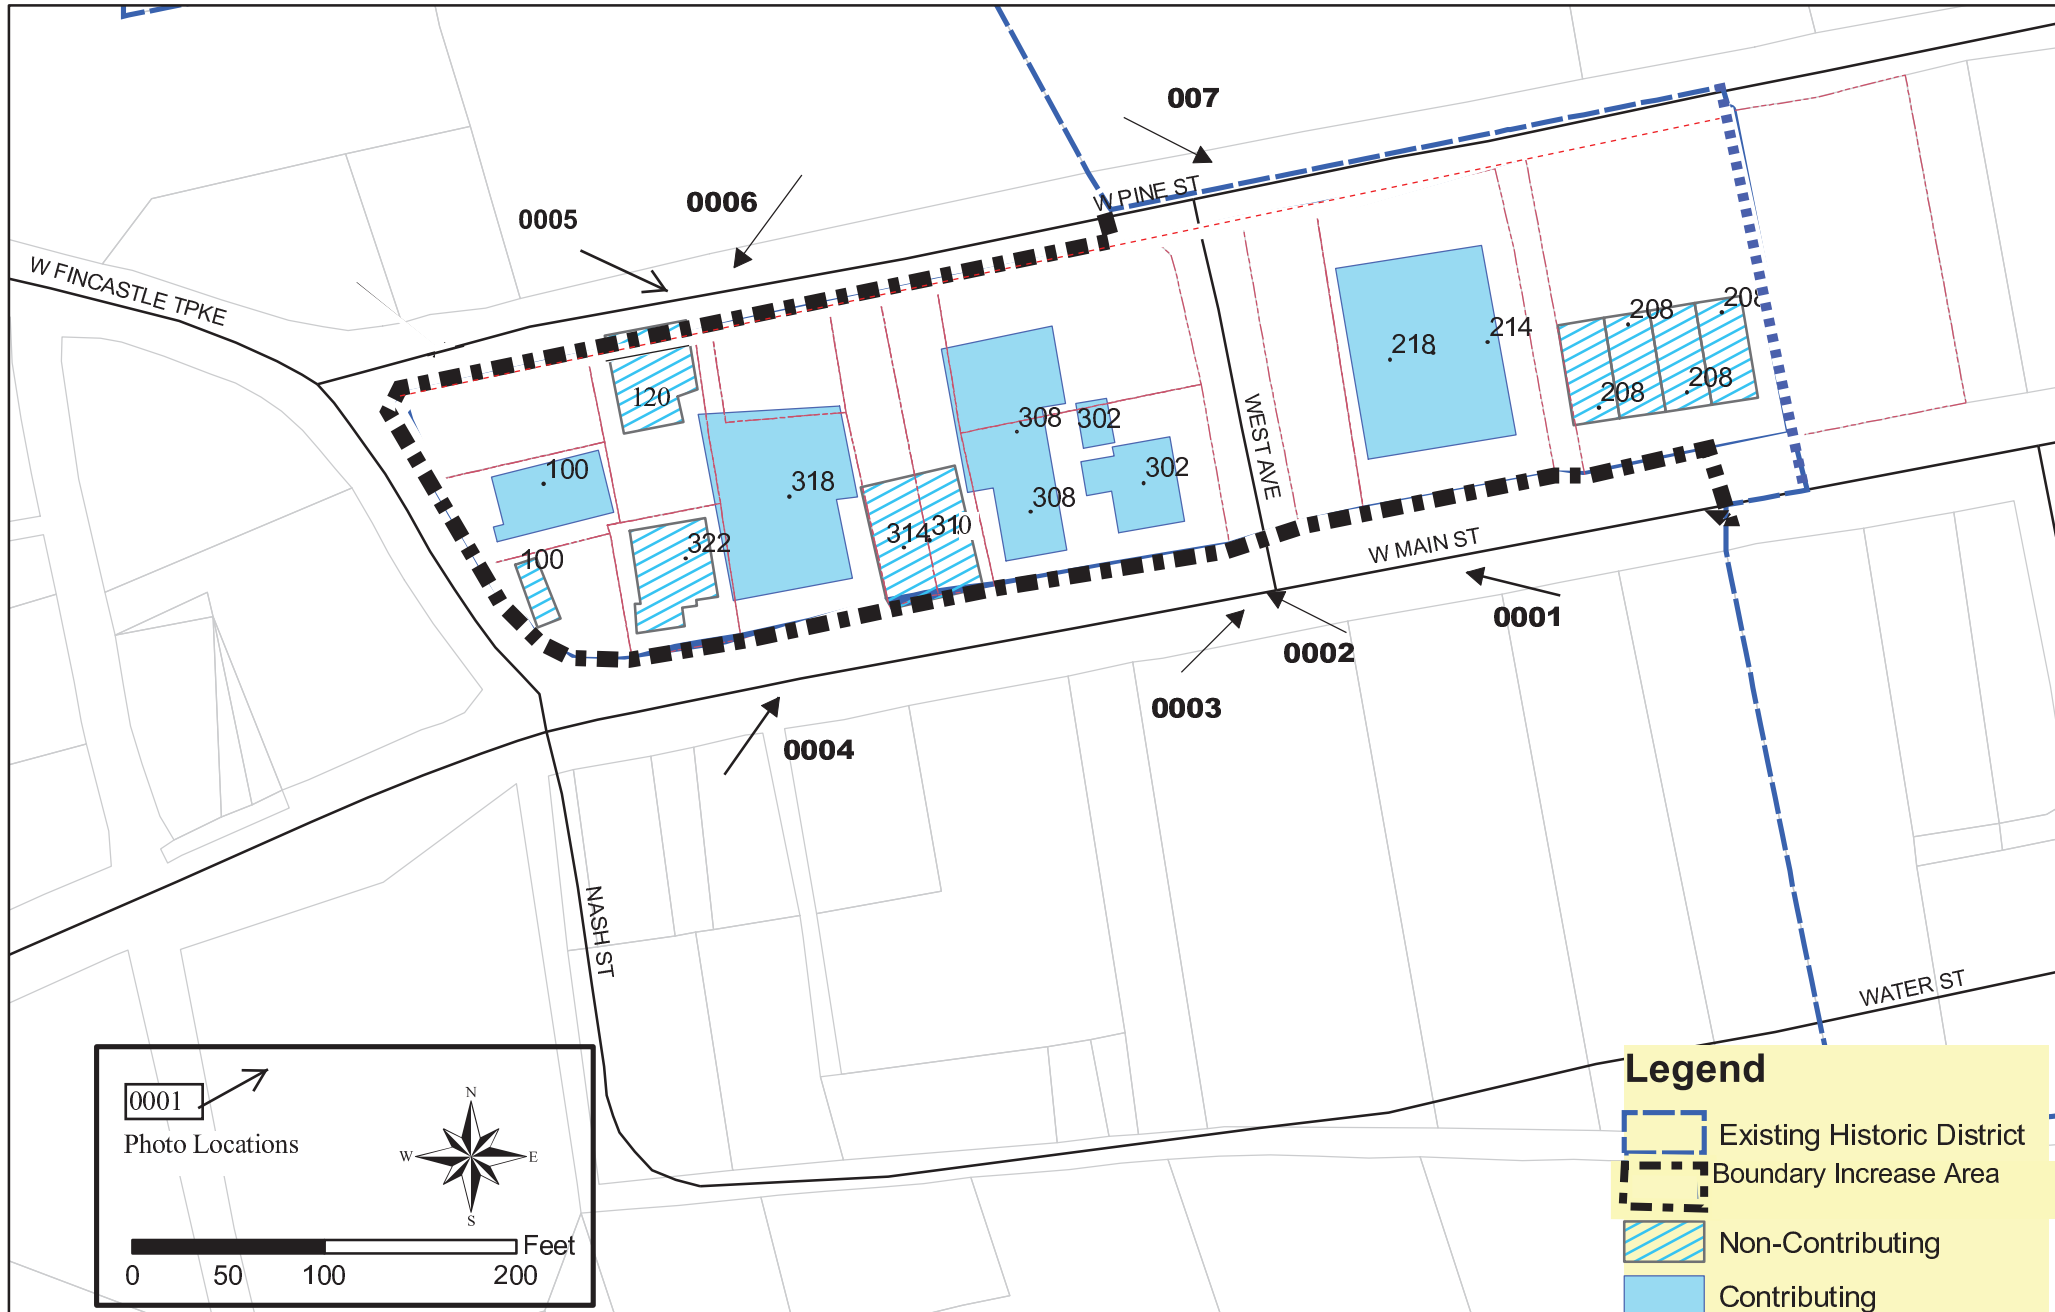 007
W PINE ST
0006
0005
W FINCASTLE TPKE
208
208
214
218
208
208
120
308
302
302
100
318
WEST AVE
308
314
310
322
100
W MAIN ST
0001
0002
0003
0004
NASH ST
WATER ST
0001
Photo Locations
N
W
E
S
Feet
0
50
100
200
Legend
Existing Historic District
Boundary Increase Area
Non-Contributing
Contributing